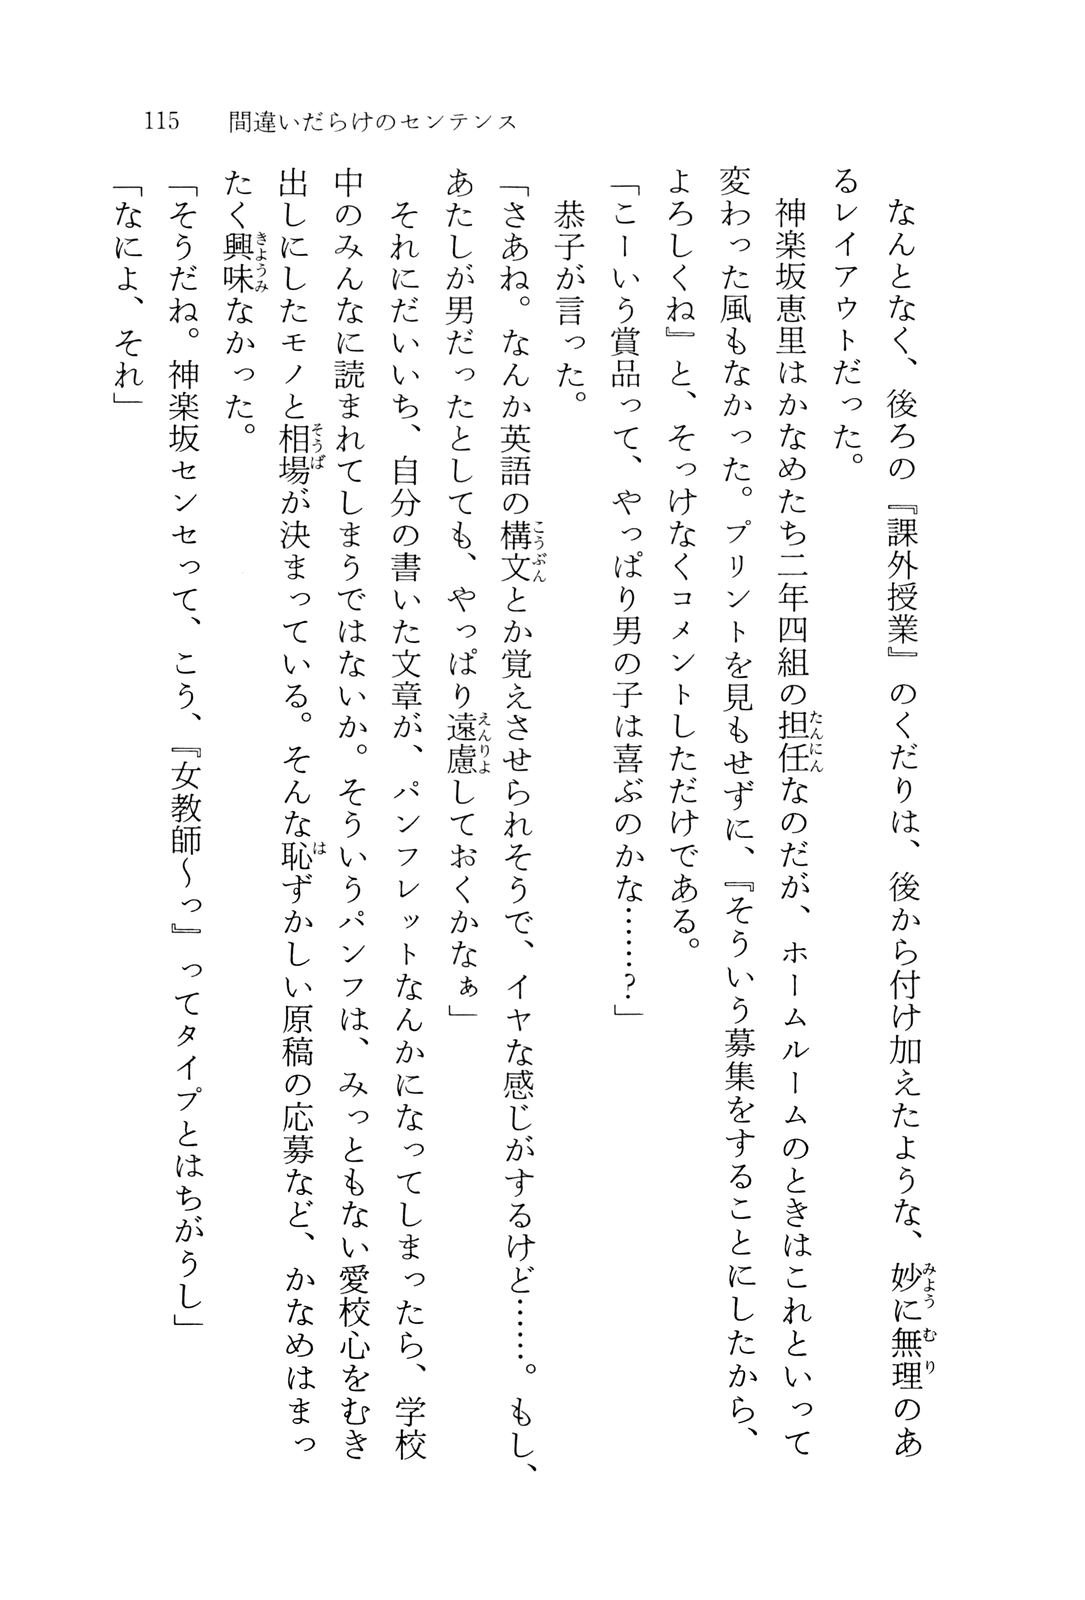 115　間違いだらけのセンテンス
　なんとなく、後ろの『課外授業』のくだりは、後から付け加えたような、妙に無理のあ
るレイアウトだった。
　神楽坂恵里はかなめたち二年四組の担任なのだが、ホームルームのときはこれといって
変わった風もなかった。プリントを見もせずに、『そういう募集をすることにしたから、
よろしくね』と、そっけなくコメントしただけである。
「こーいう賞品って、やっぱり男の子は喜ぶのかな……？」
　恭子が言った。
「さあね。なんか英語の構文とか覚えさせられそうで、イヤな感じがするけど……。もし、
あたしが男だったとしても、やっぱり遠慮しておくかなぁ」
　それにだいいち、自分の書いた文章が、パンフレットなんかになってしまったら、学校
中のみんなに読まれてしまうではないか。そういうパンフは、みっともない愛校心をむき
出しにしたモノと相場が決まっている。そんな恥ずかしい原稿の応募など、かなめはまっ
たく興味なかった。
「そうだね。神楽坂センセって、こう、『女教師〜っ』ってタイプとはちがうし」
「なによ、それ」